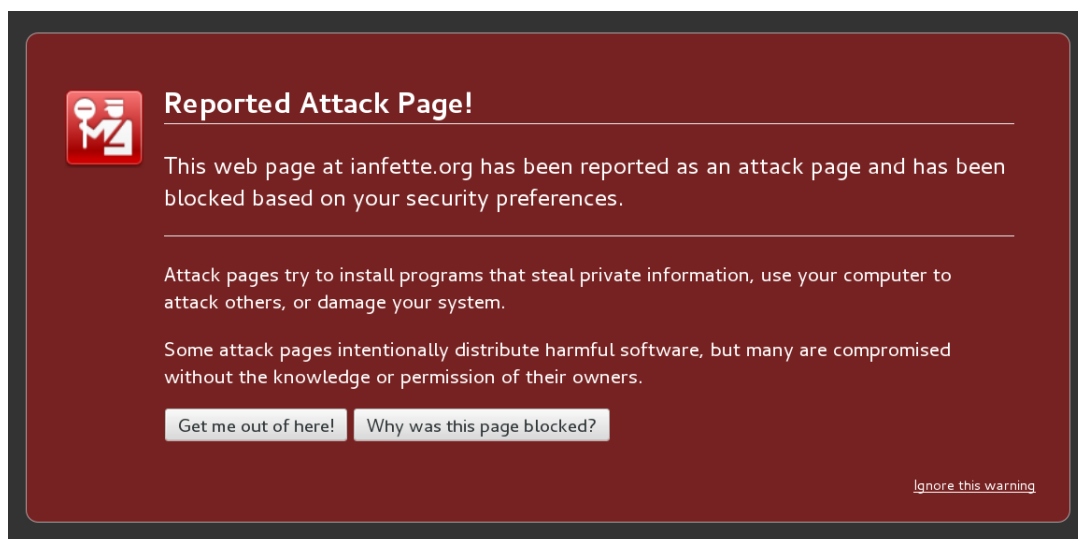 Reported Attack Page!
This web page at ianfette.org has been reported as an attack page and has been
blocked based on your security preferences.
Attack pages try to install programs that steal private information, use your computer to
attack others, or damage your system.
Some attack pages intentionally distribute harmful software, but many are compromised
without the knowledge or permission of their owners.
Get me out of here! Why was this page blocked?
Ignore this warning